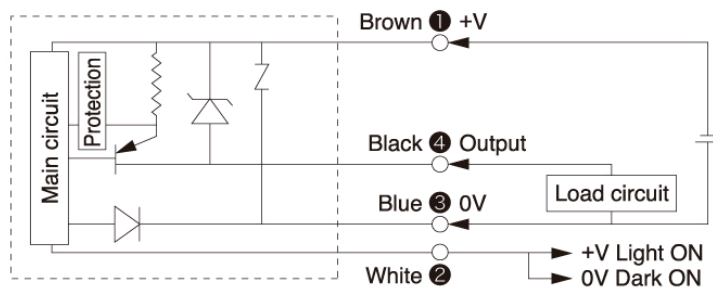 Brown ❶ +V
Main circuit
Protection
Black ❹ Output
Load circuit
Blue ❸ 0V
+V Light ON
White ❷
0V Dark ON